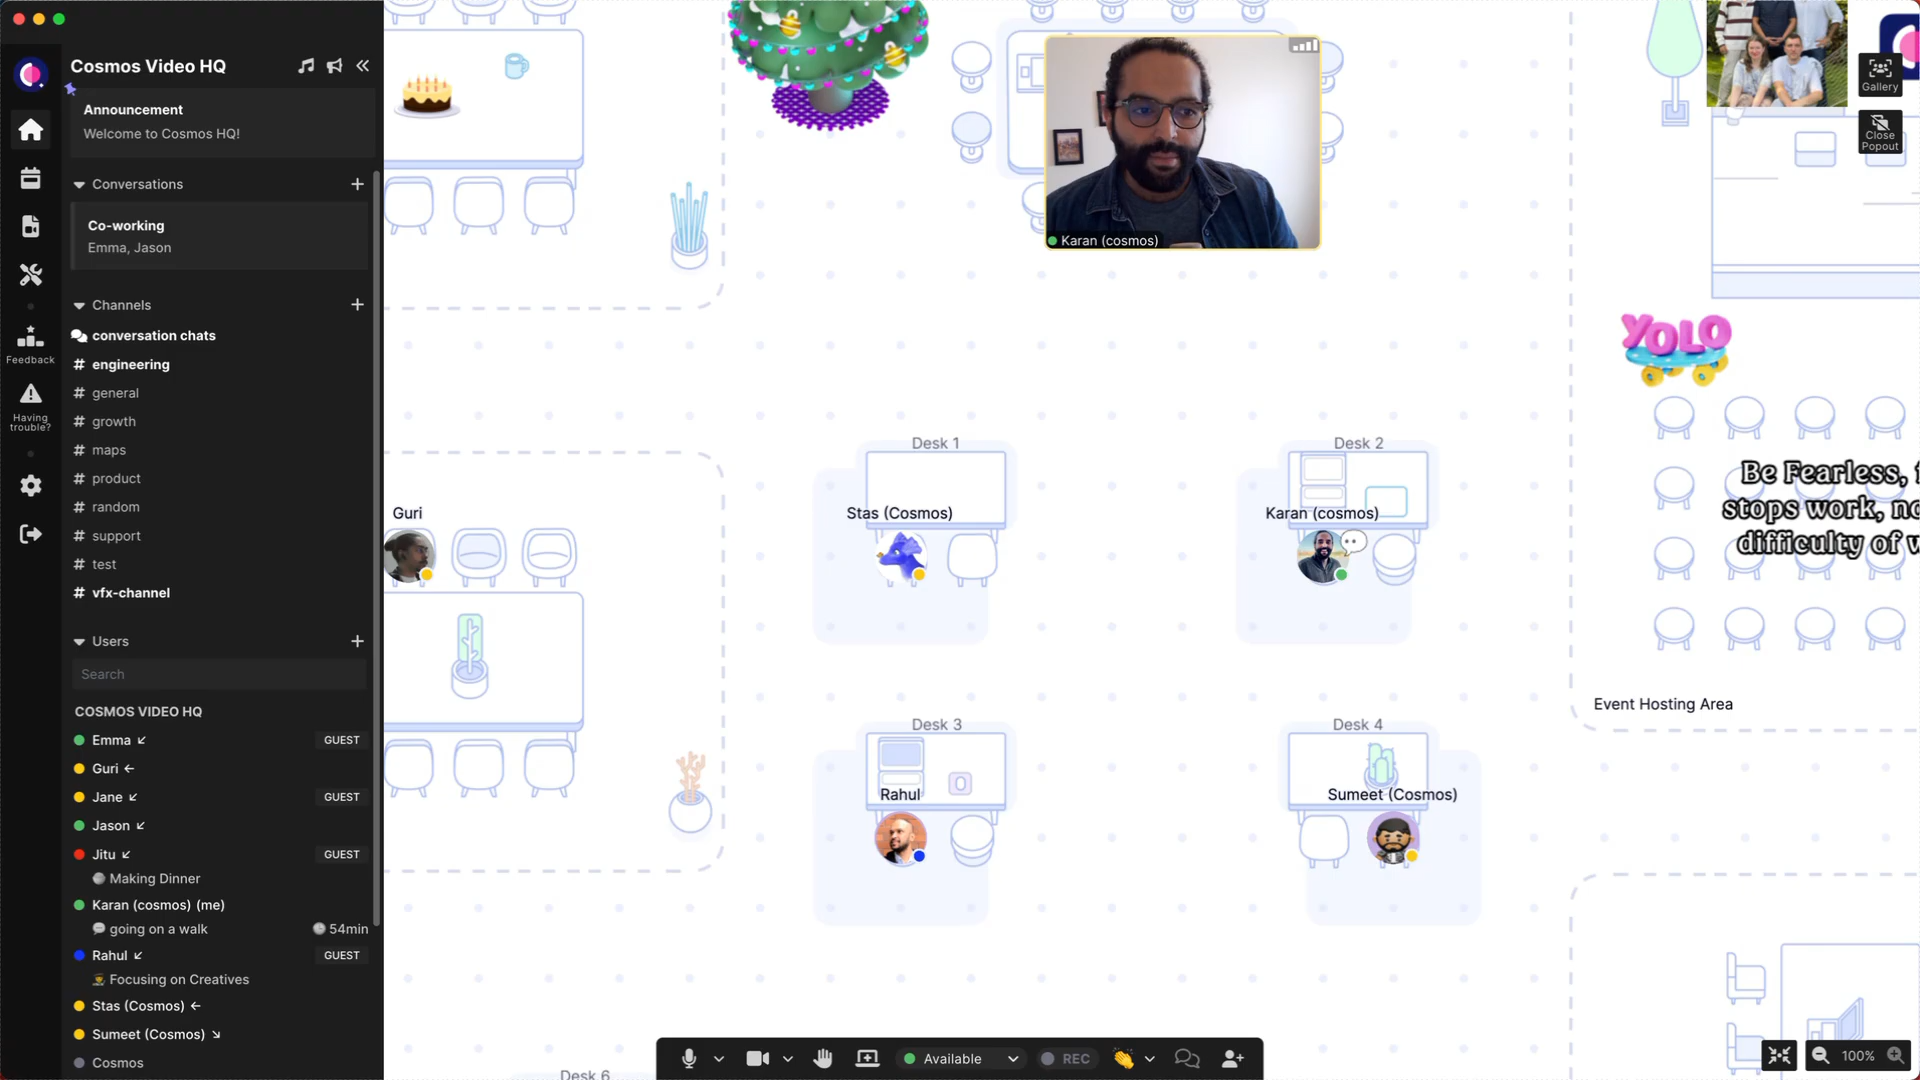 Cosmos Video HQ
Announcement
Welcome to Cosmos HQ!
Conversations
Co-working
Emma, Jason
Channels
conversation chats
# engineering
# general
# growth
# maps
# product
# random
# support
# test
# vfx-channel
Users
Search
COSMOS VIDEO HQ
Emma GUEST
Guri
Jane GUEST
Jason
Jitu GUEST
Making Dinner
Karan (cosmos) (me)
going on a walk 54min
Rahul GUEST
Focusing on Creatives
Stas (Cosmos)
Sumeet (Cosmos)
Cosmos
Feedback
Having
trouble?
Karan (cosmos)
Gallery
Close
Popout
YOLO
Be Fearless, f
stops work, no
difficulty of w
Event Hosting Area
Desk 1
Stas (Cosmos)
Desk 2
Karan (cosmos)
Guri
Desk 3
Rahul
Desk 4
Sumeet (Cosmos)
Desk 6
Available
REC
100%